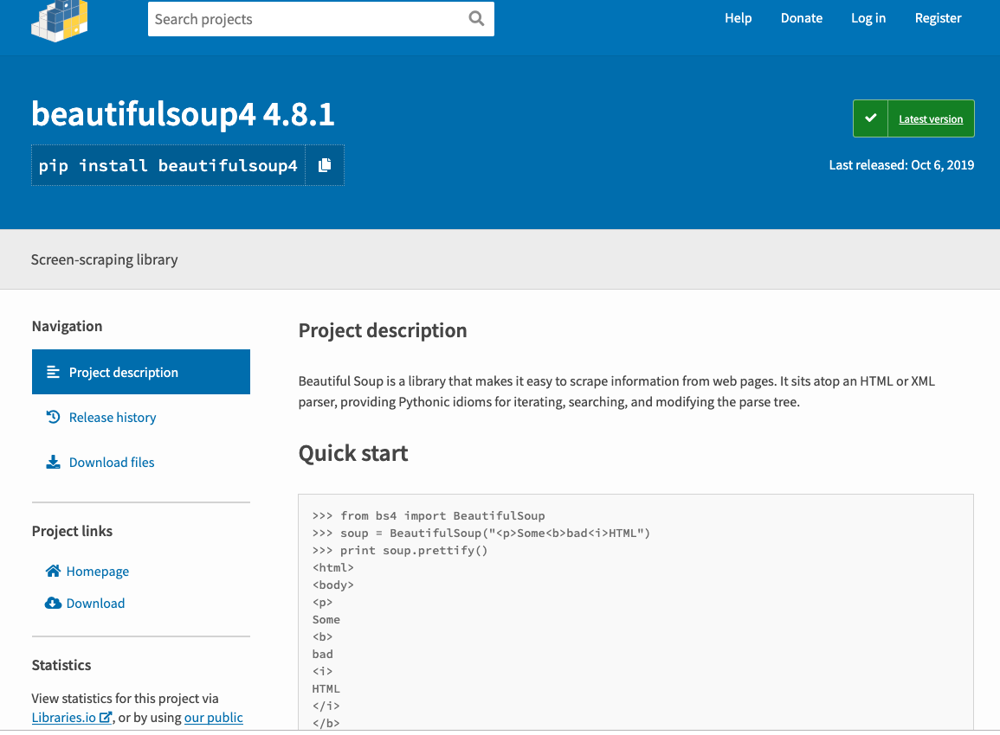 Search projects
Help Donate Log in Register
beautifulsoup4 4.8.1
Latest version
pip install beautifulsoup4
Last released: Oct 6, 2019
Screen-scraping library
Navigation
Project description
Release history
Download files
Project links
Homepage
Download
Statistics
View statistics for this project via
Libraries.io, or by using our public
Project description
Beautiful Soup is a library that makes it easy to scrape information from web pages. It sits atop an HTML or XML
parser, providing Pythonic idioms for iterating, searching, and modifying the parse tree.
Quick start
>>> from bs4 import BeautifulSoup
>>> soup = BeautifulSoup("<p>Some<b>bad<i>HTML")
>>> print soup.prettify()
<html>
<body>
<p>
Some
<b>
bad
<i>
HTML
</i>
</b>